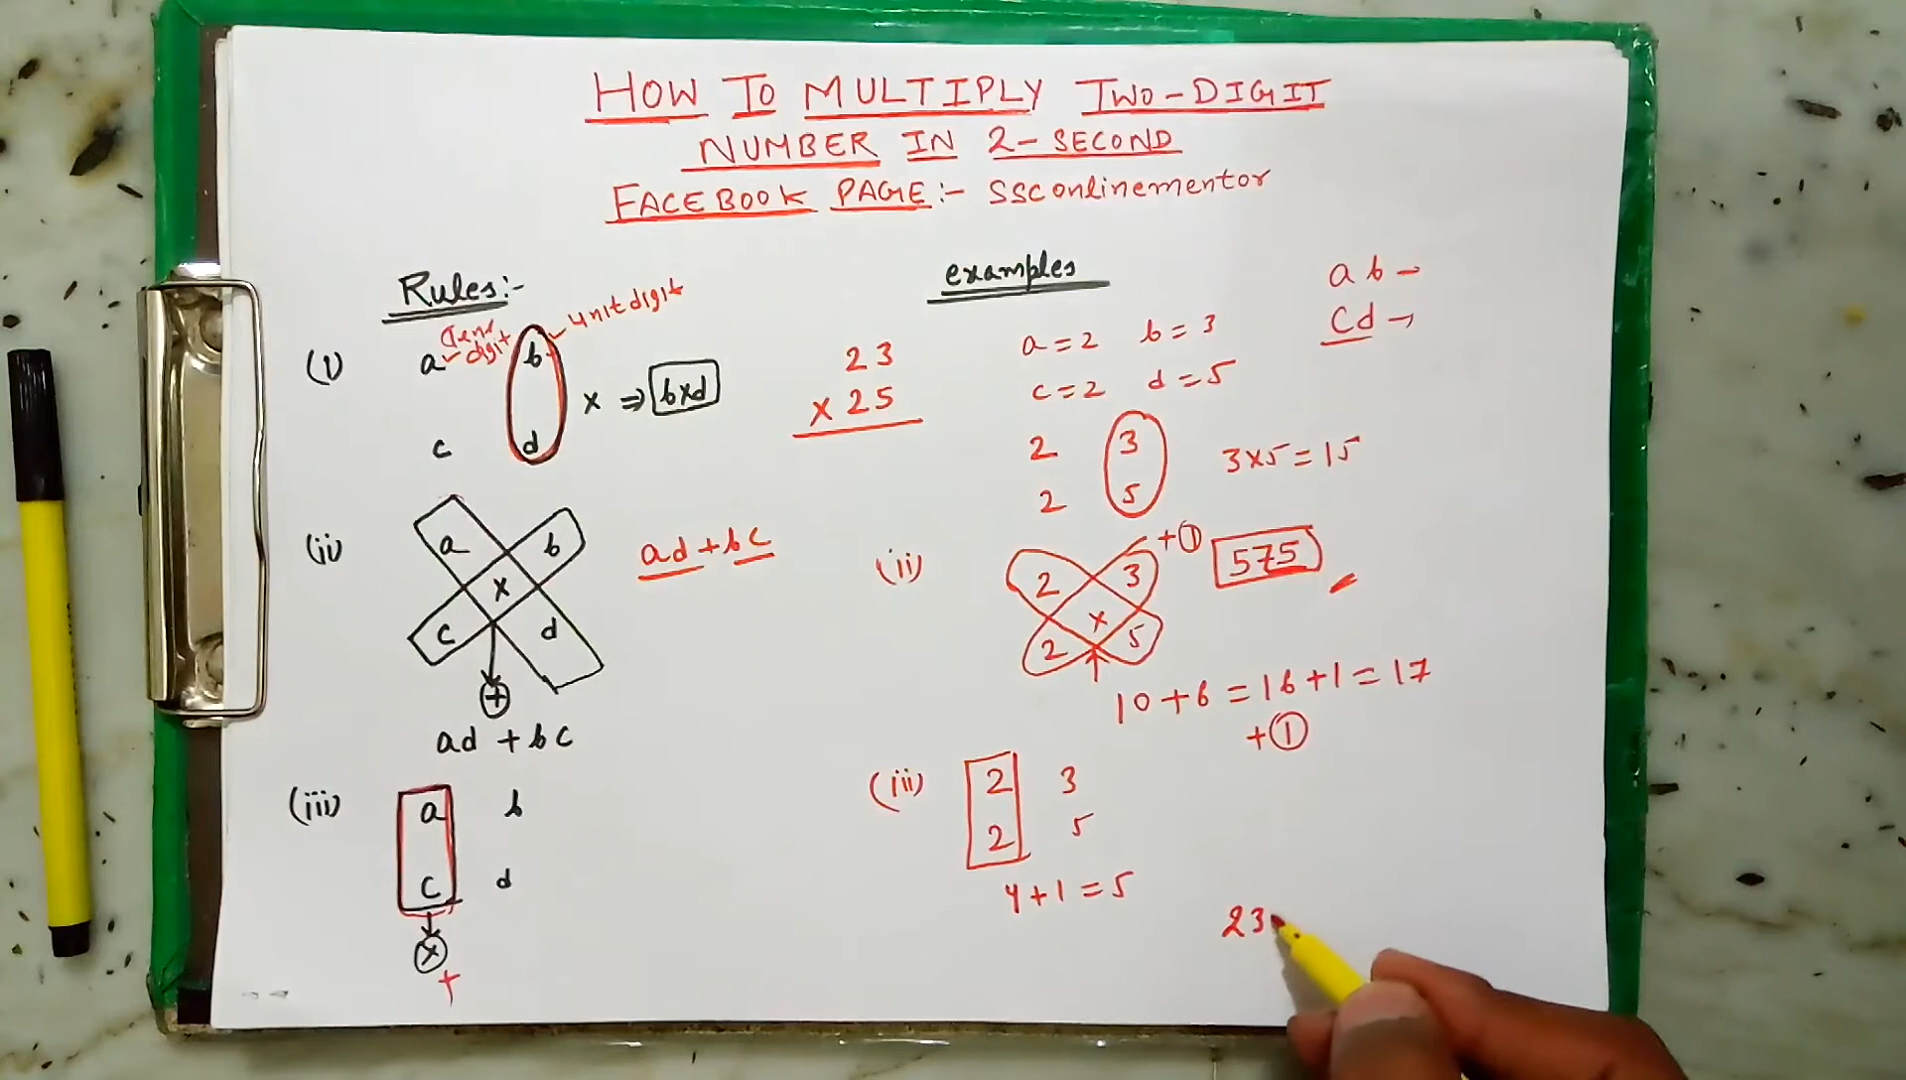 HOW TO MULTIPLY TWO-DIGIT
NUMBER IN 2-SECOND
FACEBOOK PAGE:- SSConlinementor
Rules:-
(i)
a
digit
b
unit digit
c
d
x ⇒ bxd
(ii)
a
b
x
c
d
+
ad + bc
ad + bc
(iii)
a b
c d
x
+
examples
23
x 25
a = 2 b = 3
c = 2 d = 5
a b -
cd →
2 3
2 5
3x5 = 15
(ii)
2 3
x
2 5
+1
575
10 + 6 = 16 + 1 = 17
+1
(iii)
2 3
2 5
4 + 1 = 5
23